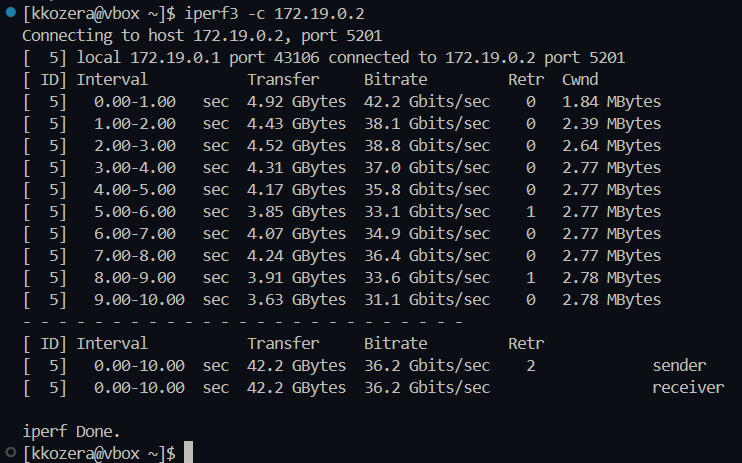 [kkozera@vbox ~]$ iperf3 -c 172.19.0.2
Connecting to host 172.19.0.2, port 5201
[  5] local 172.19.0.1 port 43106 connected to 172.19.0.2 port 5201
[ ID] Interval           Transfer     Bitrate         Retr  Cwnd
[  5]   0.00-1.00   sec  4.92 GBytes  42.2 Gbits/sec    0   1.84 MBytes
[  5]   1.00-2.00   sec  4.43 GBytes  38.1 Gbits/sec    0   2.39 MBytes
[  5]   2.00-3.00   sec  4.52 GBytes  38.8 Gbits/sec    0   2.64 MBytes
[  5]   3.00-4.00   sec  4.31 GBytes  37.0 Gbits/sec    0   2.77 MBytes
[  5]   4.00-5.00   sec  4.17 GBytes  35.8 Gbits/sec    0   2.77 MBytes
[  5]   5.00-6.00   sec  3.85 GBytes  33.1 Gbits/sec    1   2.77 MBytes
[  5]   6.00-7.00   sec  4.07 GBytes  34.9 Gbits/sec    0   2.77 MBytes
[  5]   7.00-8.00   sec  4.24 GBytes  36.4 Gbits/sec    0   2.77 MBytes
[  5]   8.00-9.00   sec  3.91 GBytes  33.6 Gbits/sec    1   2.78 MBytes
[  5]   9.00-10.00  sec  3.63 GBytes  31.1 Gbits/sec    0   2.78 MBytes
- - - - - - - - - - - - - - - - - - - - - - - - -
[ ID] Interval           Transfer     Bitrate         Retr
[  5]   0.00-10.00  sec  42.2 GBytes  36.2 Gbits/sec    2             sender
[  5]   0.00-10.00  sec  42.2 GBytes  36.2 Gbits/sec                  receiver

iperf Done.
[kkozera@vbox ~]$